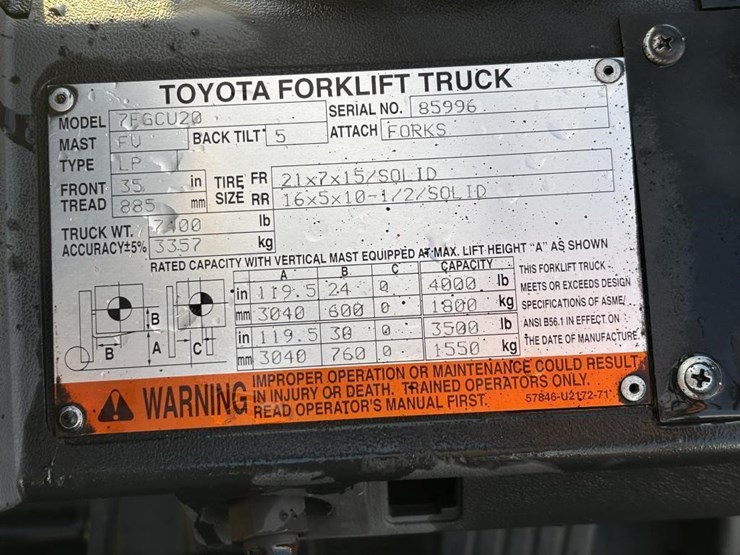 TOYOTA FORKLIFT TRUCK
MODEL 7FGCU20 SERIAL NO. 85996
MAST FV BACK TILT° 5 ATTACH FORKS
TYPE LP
FRONT TREAD 35 in 885 mm
TIRE SIZE FR 21x7x15/SOLID
RR 16x5x10-1/2/SOLID
TRUCK WT. 7400 lb
ACCURACY±5% 3357 kg
RATED CAPACITY WITH VERTICAL MAST EQUIPPED AT MAX. LIFT HEIGHT "A" AS SHOWN
A B C CAPACITY
in 119.5 24 0 4000 lb
mm 3040 600 0 1800 kg
in 119.5 30 0 3500 lb
mm 3040 760 0 1550 kg
B
B A C
THIS FORKLIFT TRUCK
MEETS OR EXCEEDS DESIGN
SPECIFICATIONS OF ASME/
ANSI B56.1 IN EFFECT ON
THE DATE OF MANUFACTURE
WARNING
IMPROPER OPERATION OR MAINTENANCE COULD RESULT
IN INJURY OR DEATH. TRAINED OPERATORS ONLY.
READ OPERATOR'S MANUAL FIRST.
57846-U2172-71